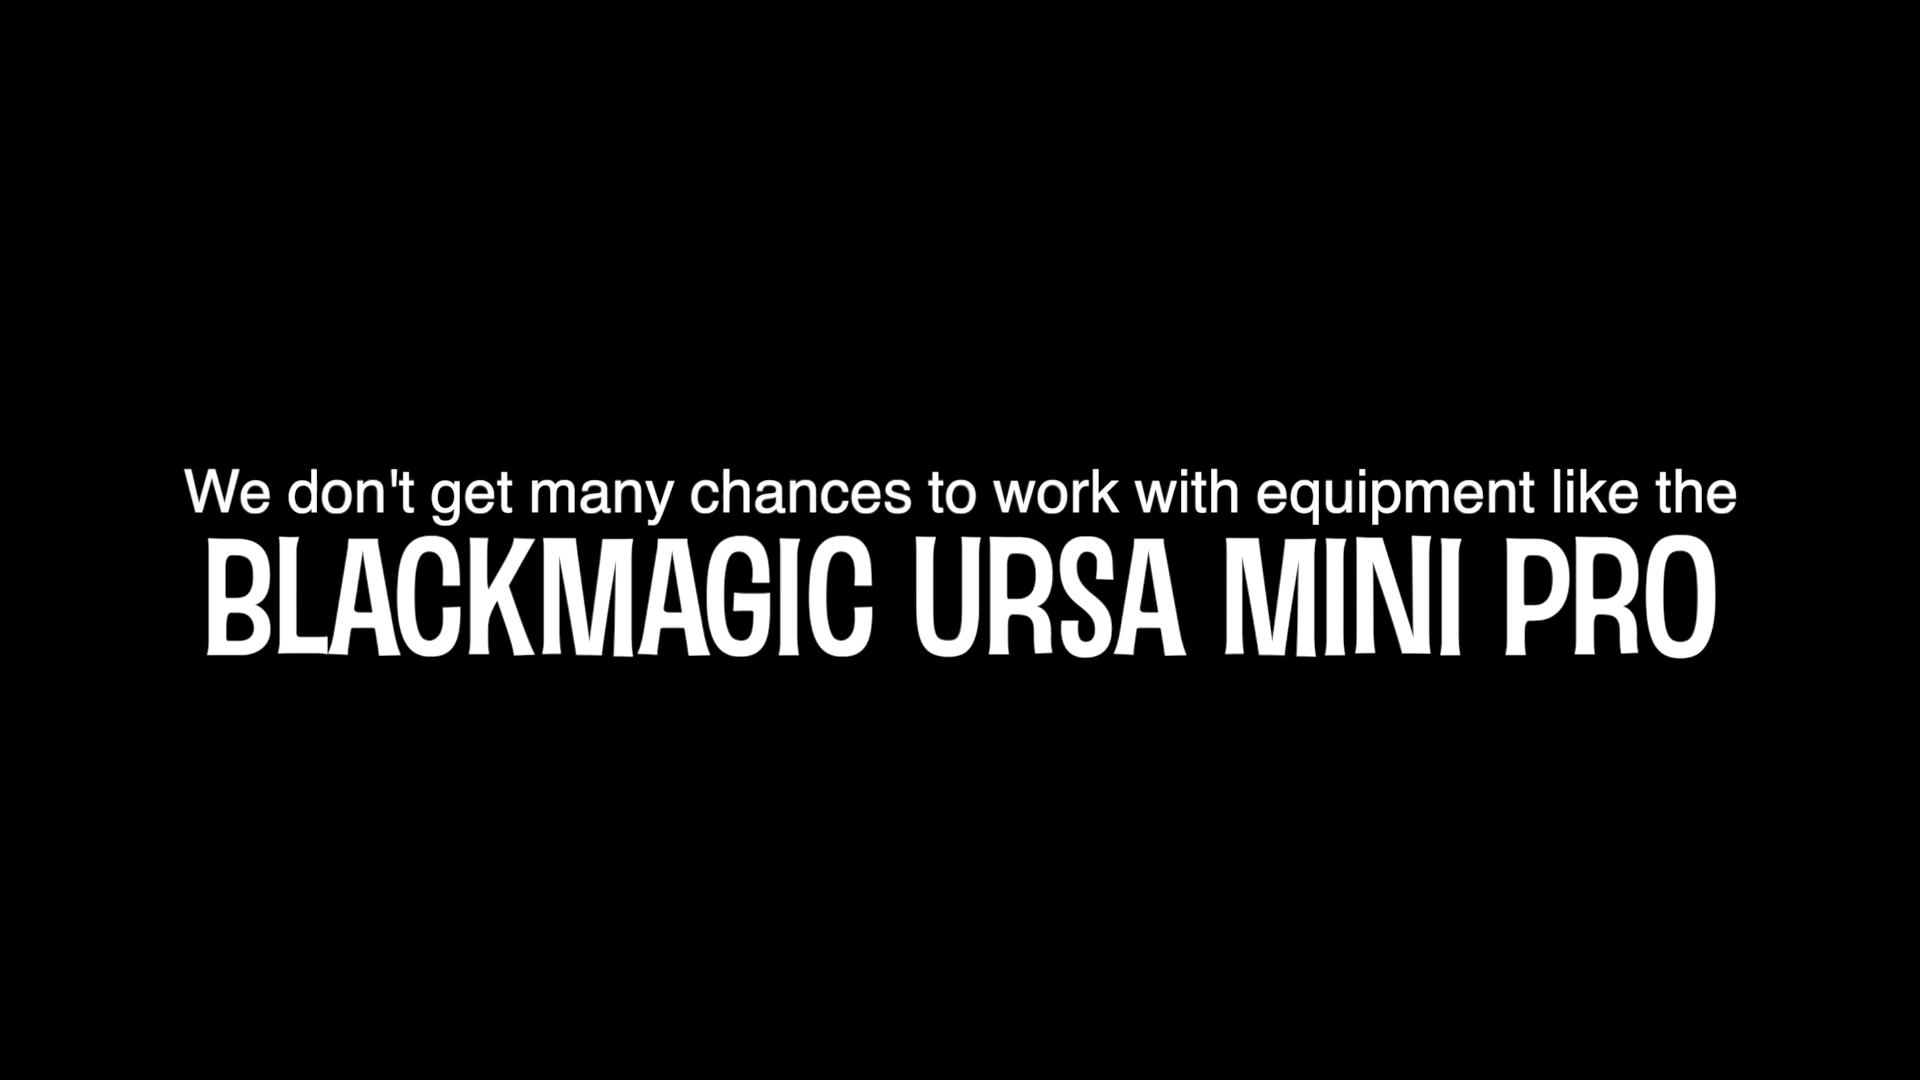 We don't get many chances to work with equipment like the
BLACKMAGIC URSA MINI PRO